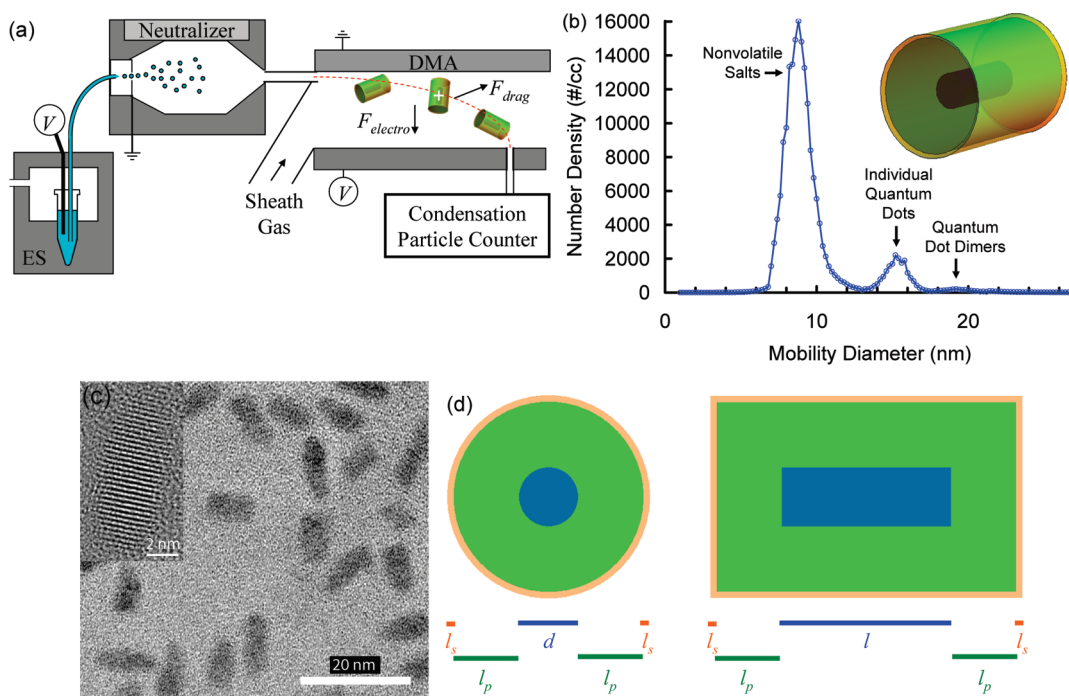 (a)
Neutralizer
DMA
V
F_drag
F_electro
ES
Sheath
Gas
V
Condensation
Particle Counter
(b)
16000
14000
12000
10000
8000
6000
4000
2000
0
Number Density (#/cc)
Nonvolatile
Salts
Individual
Quantum
Dots
Quantum
Dot Dimers
0
10
20
Mobility Diameter (nm)
(c)
2 nm
20 nm
(d)
l_s
d
l_s
l_p
l_p
l_s
l
l_s
l_p
l_p